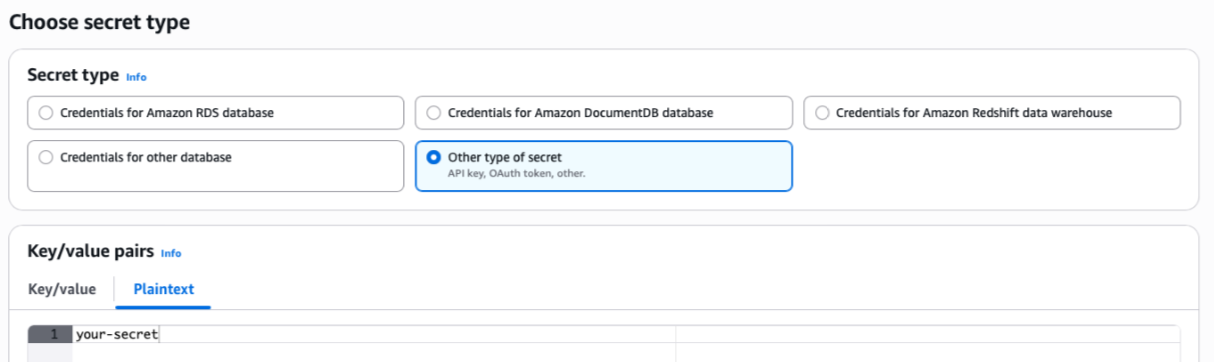 Choose secret type
Secret type Info
Credentials for Amazon RDS database
Credentials for Amazon DocumentDB database
Credentials for Amazon Redshift data warehouse
Credentials for other database
Other type of secret
API key, OAuth token, other.
Key/value pairs Info
Key/value Plaintext
1 your-secret